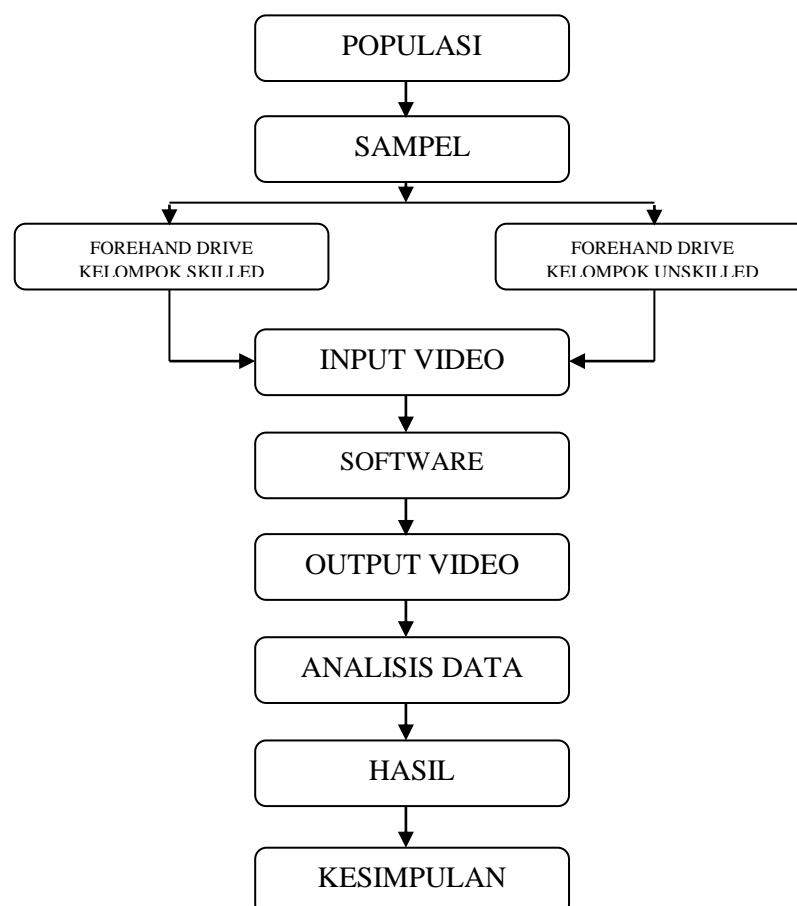 POPULASI
SAMPEL
FOREHAND DRIVE
KELOMPOK SKILLED
FOREHAND DRIVE
KELOMPOK UNSKILLED
INPUT VIDEO
SOFTWARE
OUTPUT VIDEO
ANALISIS DATA
HASIL
KESIMPULAN